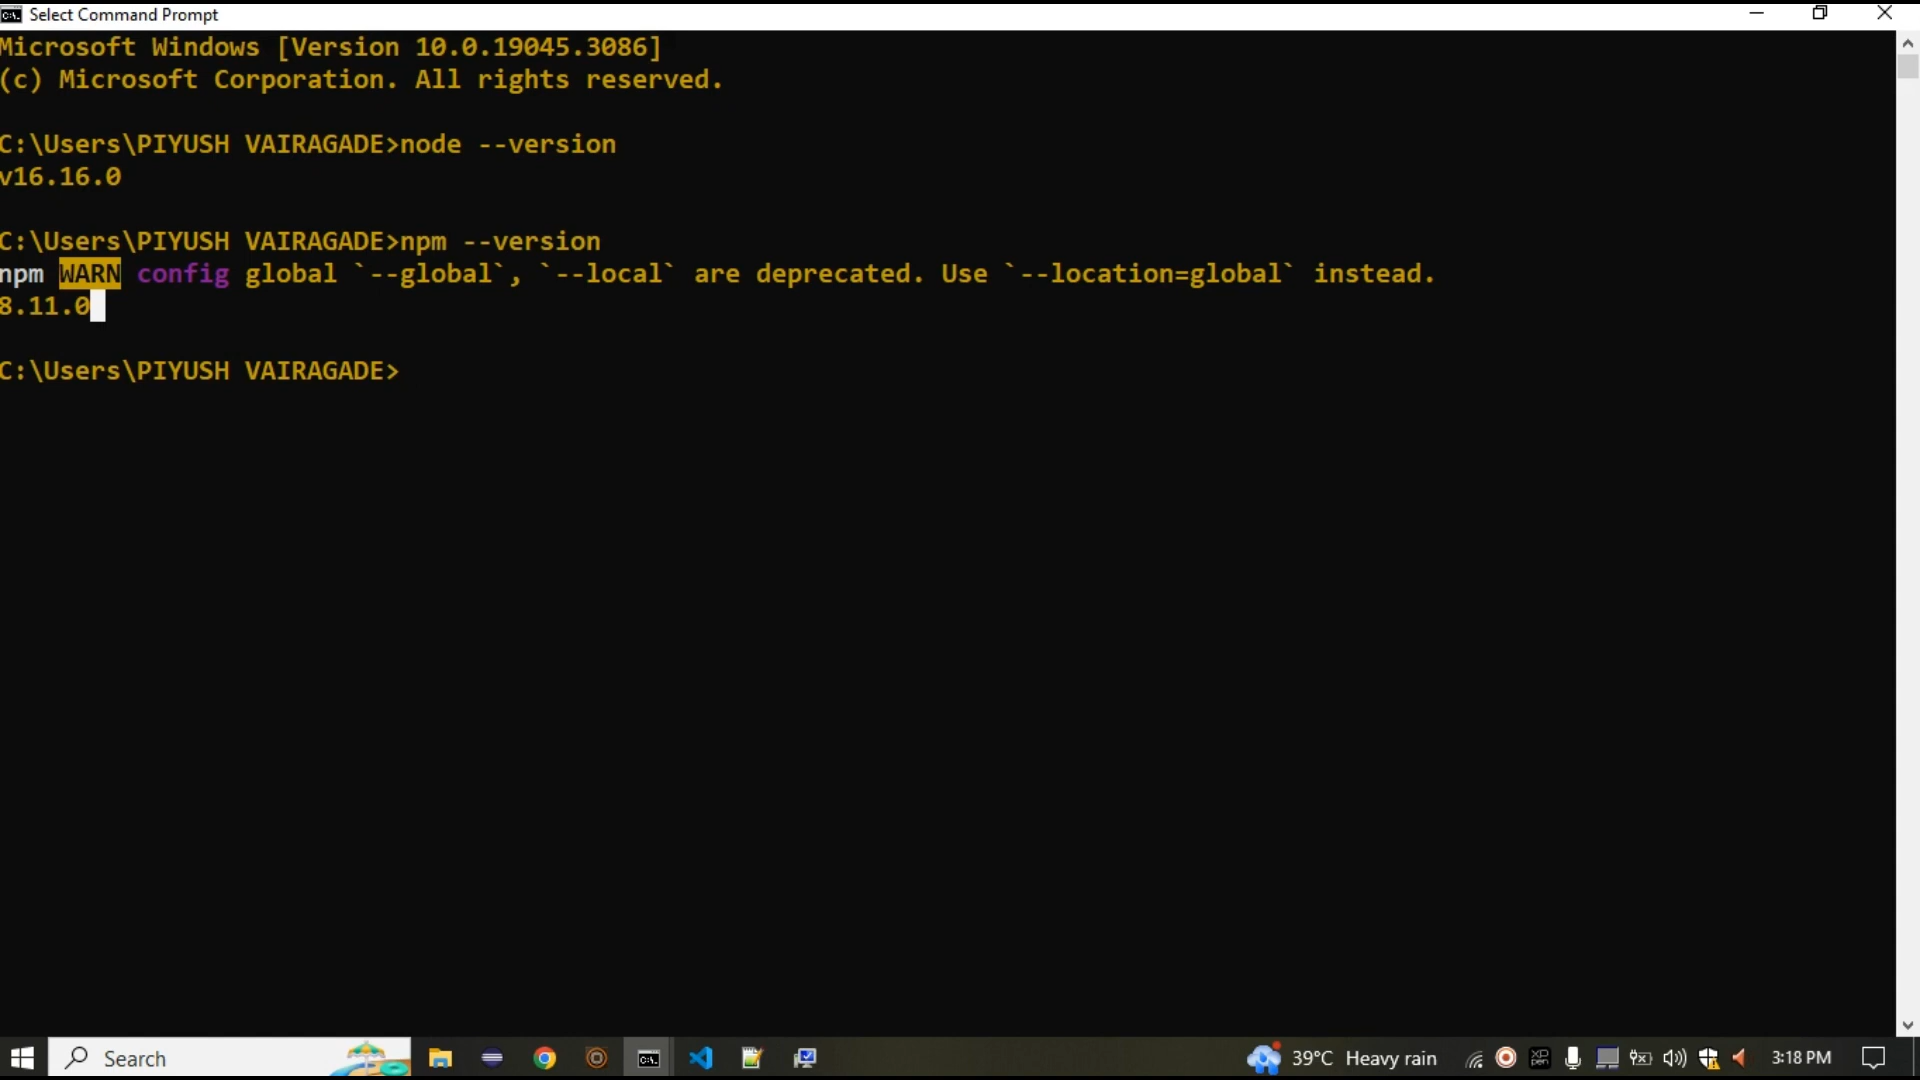 Select Command Prompt
Microsoft Windows [Version 10.0.19045.3086]
(c) Microsoft Corporation. All rights reserved.
C:\Users\PIYUSH VAIRAGADE>node --version
v16.16.0
C:\Users\PIYUSH VAIRAGADE>npm --version
npm WARN config global `--global`, `--local` are deprecated. Use `--location=global` instead.
8.11.0
C:\Users\PIYUSH VAIRAGADE>
Search
39°C Heavy rain
3:18 PM